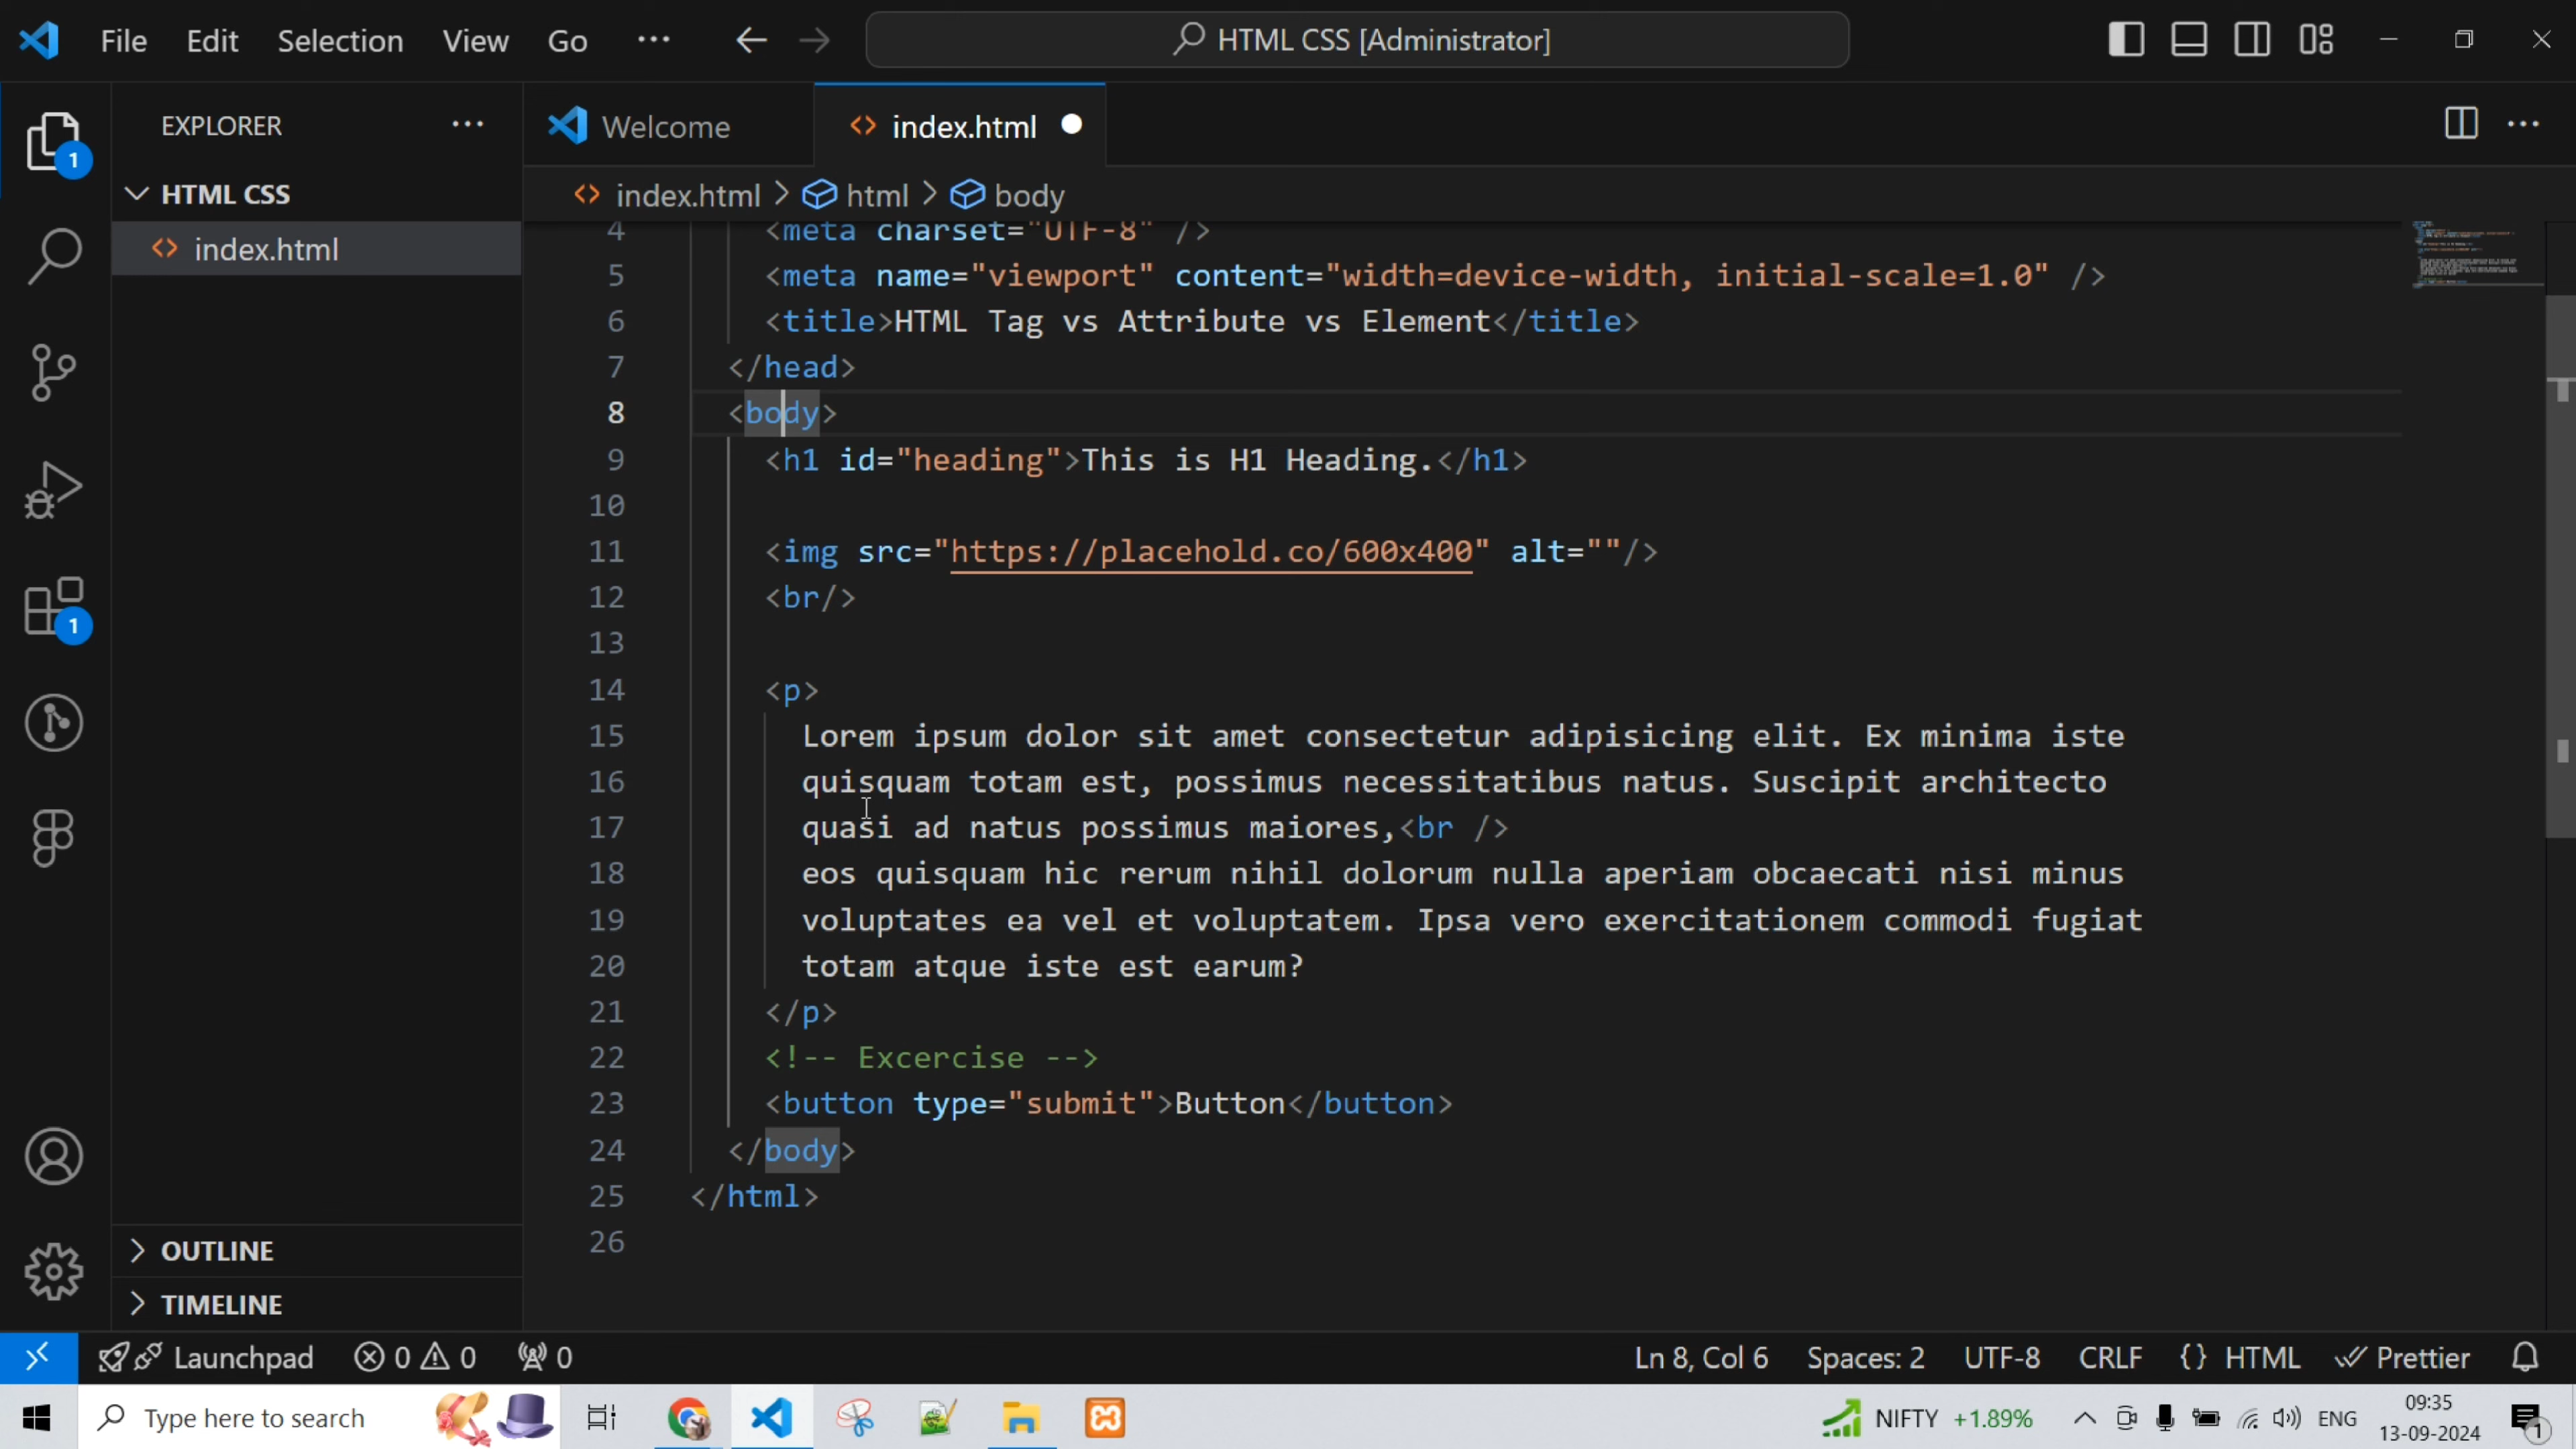 File Edit Selection View Go ··· HTML CSS [Administrator]
EXPLORER ···
Welcome
index.html
HTML CSS
index.html
index.html > html > body
4 <meta charset="UTF-8" />
5 <meta name="viewport" content="width=device-width, initial-scale=1.0" />
6 <title>HTML Tag vs Attribute vs Element</title>
7 </head>
8 <body>
9 <h1 id="heading">This is H1 Heading.</h1>
10
11 <img src="https://placehold.co/600x400" alt=""/>
12 <br/>
13
14 <p>
15 Lorem ipsum dolor sit amet consectetur adipisicing elit. Ex minima iste
16 quisquam totam est, possimus necessitatibus natus. Suscipit architecto
17 quasi ad natus possimus maiores,<br />
18 eos quisquam hic rerum nihil dolorum nulla aperiam obcaecati nisi minus
19 voluptates ea vel et voluptatem. Ipsa vero exercitationem commodi fugiat
20 totam atque iste est earum?
21 </p>
22 <!-- Excercise -->
23 <button type="submit">Button</button>
24 </body>
25 </html>
26
1
1
OUTLINE
TIMELINE
Launchpad 0 0 0 Ln 8, Col 6 Spaces: 2 UTF-8 CRLF {} HTML Prettier
Type here to search NIFTY +1.89% ENG 09:35
13-09-2024
1